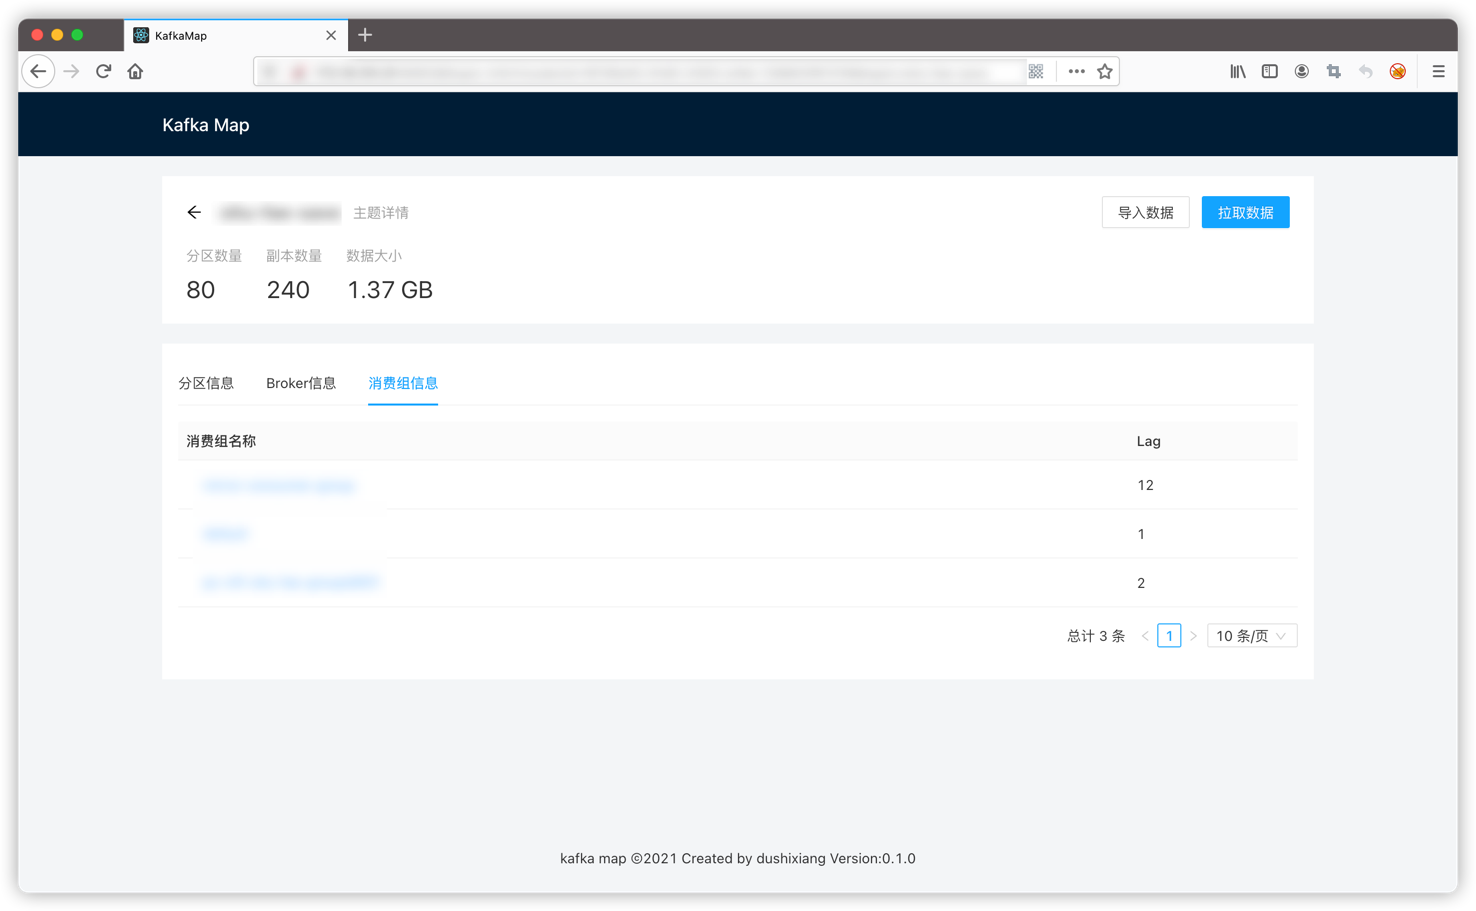 KafkaMap
Kafka Map
主题详情
导入数据
拉取数据
分区数量 副本数量 数据大小
80 240 1.37 GB
分区信息 Broker信息 消费组信息
消费组名称 Lag
12
1
2
总计 3 条 1 10 条/页
kafka map ©2021 Created by dushixiang Version:0.1.0